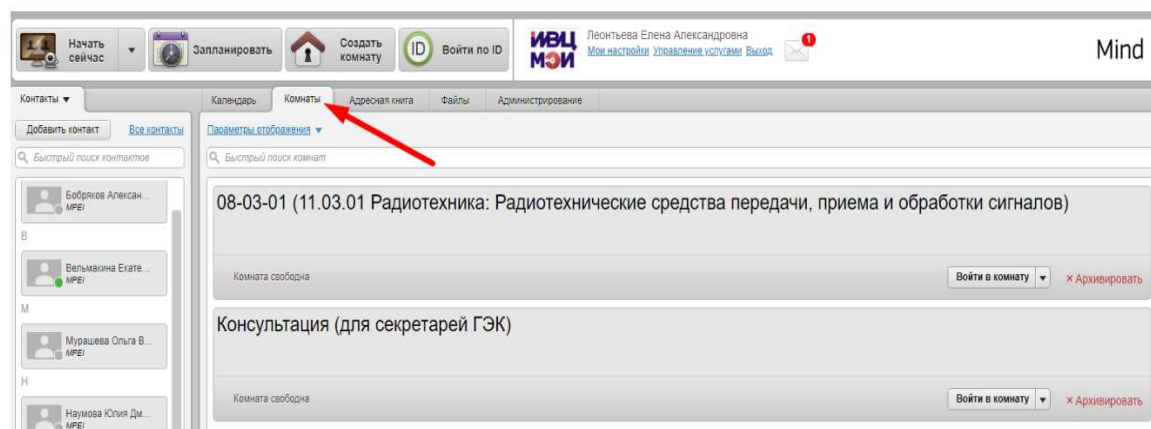 Начать сейчас
Запланировать
Создать комнату
ID
Войти по ID
ИВЦ МЭИ
Леонтьева Елена Александровна
Мои настройки Управление услугами Выход
1
Mind
Контакты
Календарь Комнаты Адресная книга Файлы Администрирование
Добавить контакт Все контакты
Параметры отображения
Быстрый поиск контактов
Быстрый поиск комнат
Бобряков Алексан...
MPEI
В
Вельмакина Екате...
MPEI
М
Мурашева Ольга В...
MPEI
Н
Наумова Юлия Дм...
MPEI
08-03-01 (11.03.01 Радиотехника: Радиотехнические средства передачи, приема и обработки сигналов)
Комната свободна
Войти в комнату
× Архивировать
Консультация (для секретарей ГЭК)
Комната свободна
Войти в комнату
× Архивировать